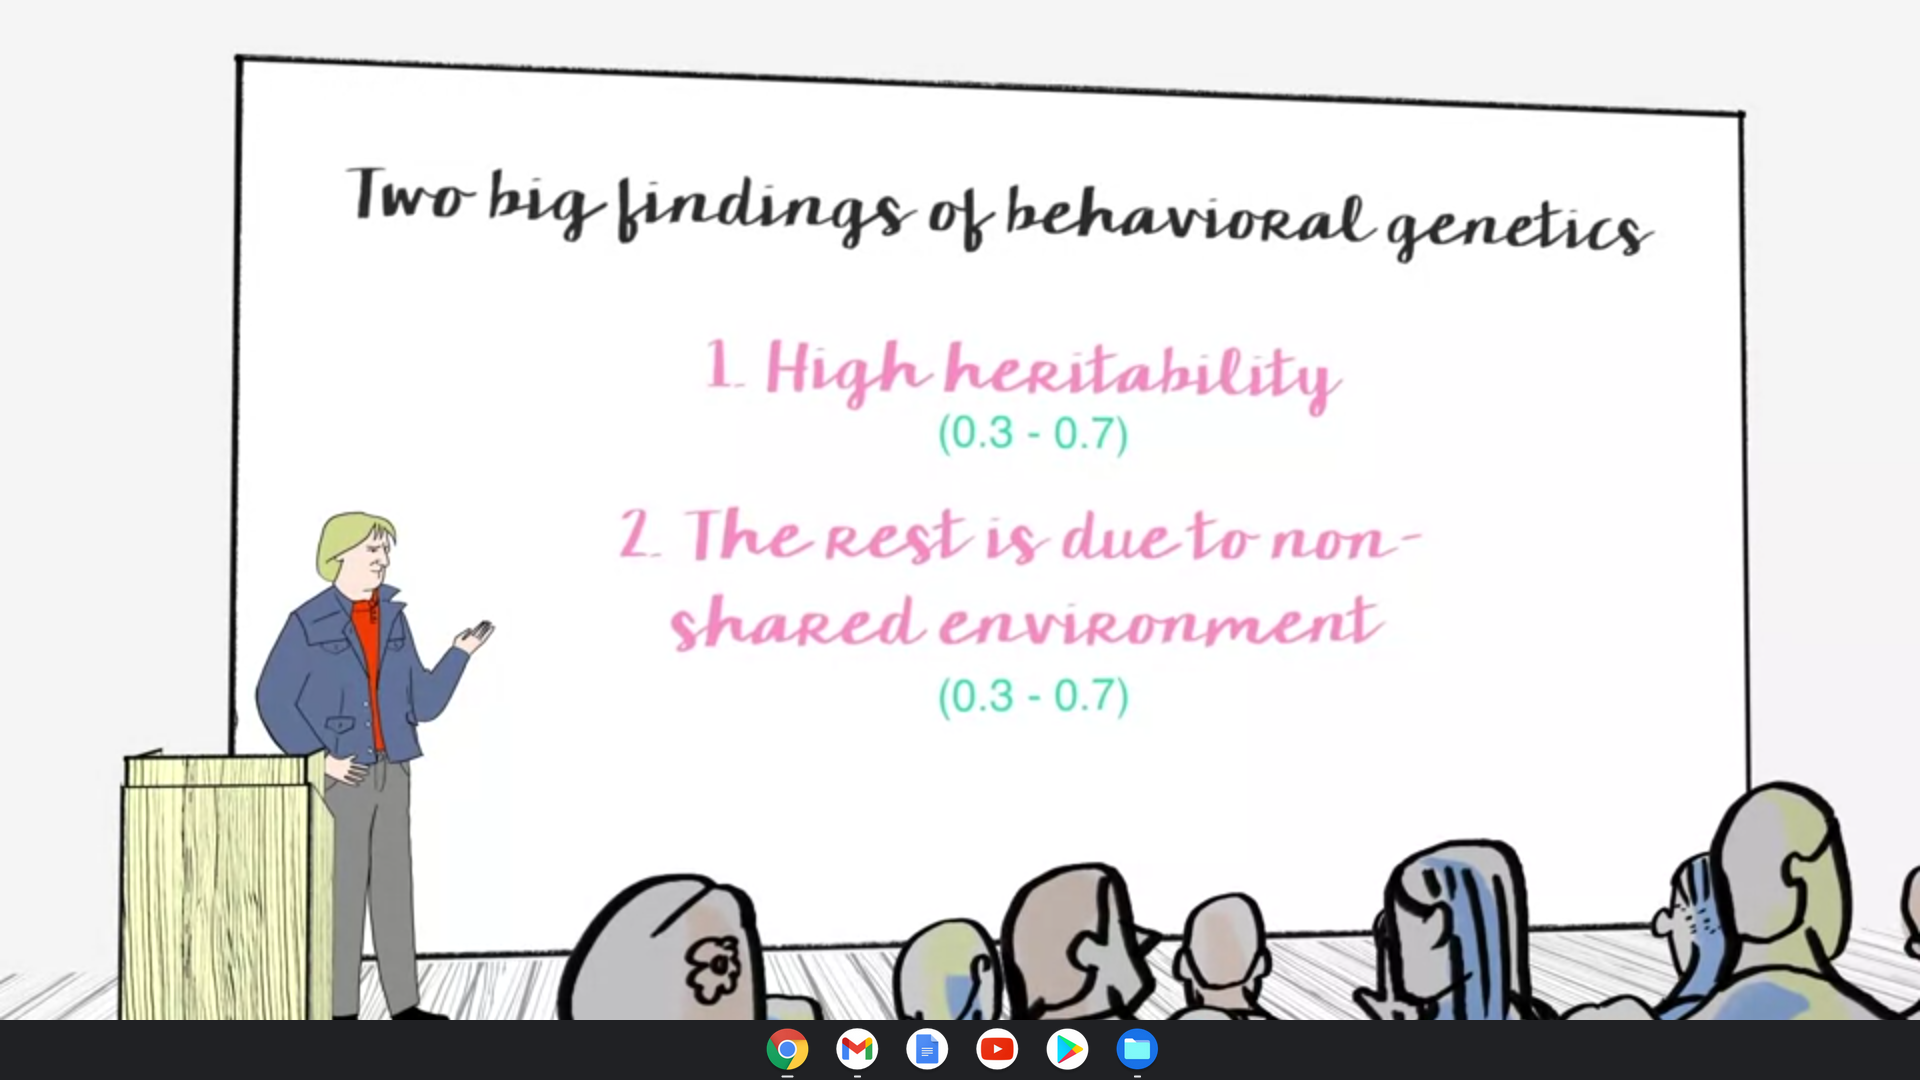 Two big findings of behavioral genetics
1. High heritability
(0.3 - 0.7)
2. The rest is due to non-
shared environment
(0.3 - 0.7)